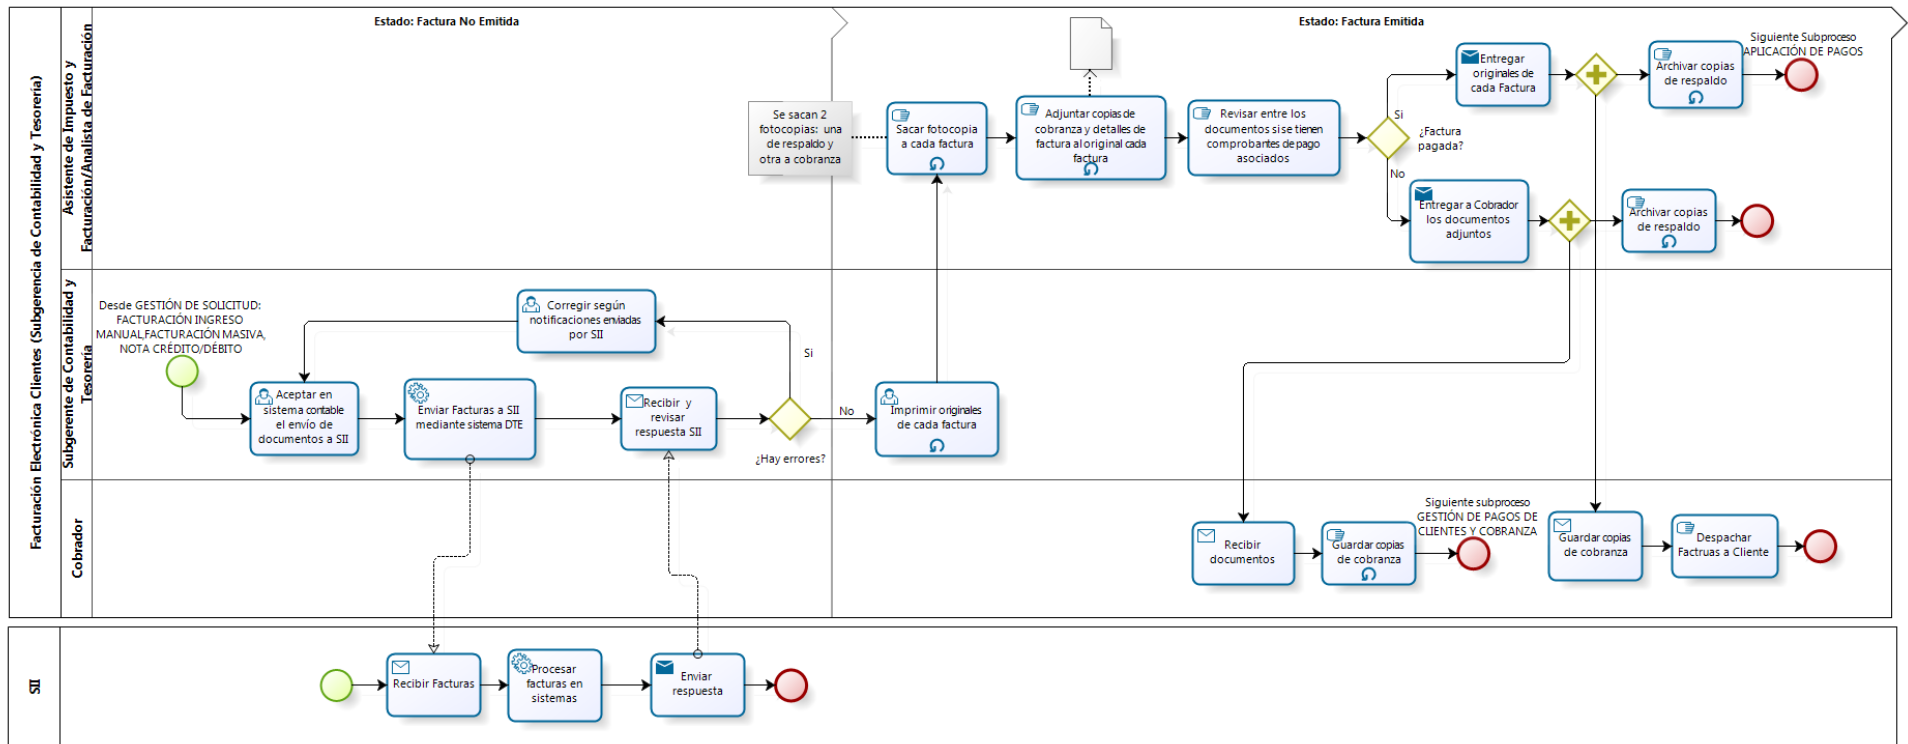 Facturación Electrónica Clientes (Subgerencia de Contabilidad y Tesorería)
Estado: Factura No Emitida
Estado: Factura Emitida
Asistente de Impuesto y
Facturación/Analista de Facturación
Se sacan 2
fotocopias: una
de respaldo y
otra a cobranza
Sacar fotocopia
a cada factura
Adjuntar copias de
cobranza y detalles de
factura al original cada
factura
Revisar entre los
documentos si se tienen
comprobantes de pago
asociados
Si
¿Factura
pagada?
No
Entregar
originales de
cada Factura
Archivar copias
de respaldo
Siguiente Subproceso
APLICACIÓN DE PAGOS
Entregar a Cobrador
los documentos
adjuntos
Archivar copias
de respaldo
Subgerente de Contabilidad y
Tesorería
Desde GESTIÓN DE SOLICITUD:
FACTURACIÓN INGRESO
MANUAL,FACTURACIÓN MASIVA,
NOTA CRÉDITO/DÉBITO
Corregir según
notificaciones enviadas
por SII
Aceptar en
sistema contable
el envío de
documentos a SII
Enviar Facturas a SII
mediante sistema DTE
Recibir y
revisar
respuesta SII
Si
¿Hay errores?
No
Imprimir originales
de cada factura
Cobrador
Recibir
documentos
Guardar copias
de cobranza
Siguiente subproceso
GESTIÓN DE PAGOS DE
CLIENTES Y COBRANZA
Guardar copias
de cobranza
Despachar
Factruas a Cliente
SII
Recibir Facturas
Procesar
facturas en
sistemas
Enviar
respuesta